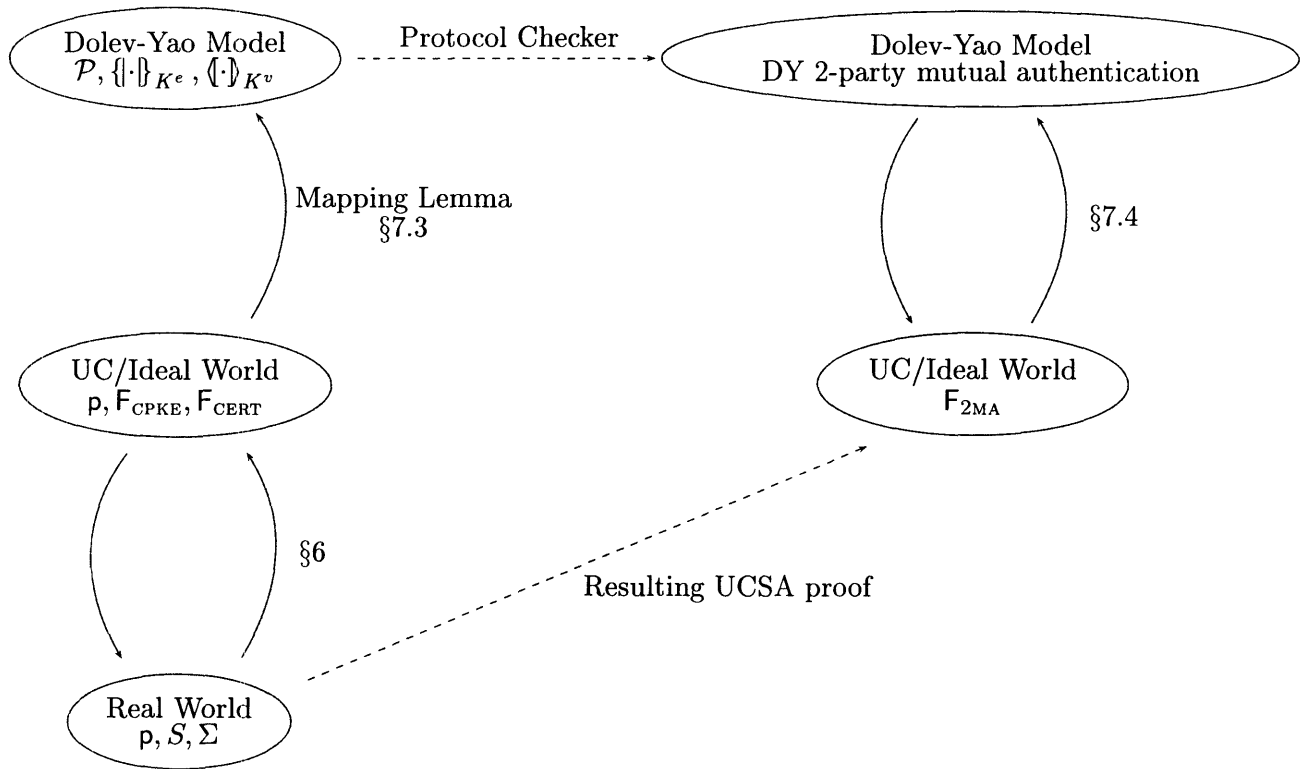 Dolev-Yao Model
𝒫, {|·|}_{K^e}, ⦉·⦊_{K^v}
Protocol Checker
Dolev-Yao Model
DY 2-party mutual authentication
Mapping Lemma
§7.3
§7.4
UC/Ideal World
p, F_CPKE, F_CERT
UC/Ideal World
F_2MA
§6
Resulting UCSA proof
Real World
p, S, Σ